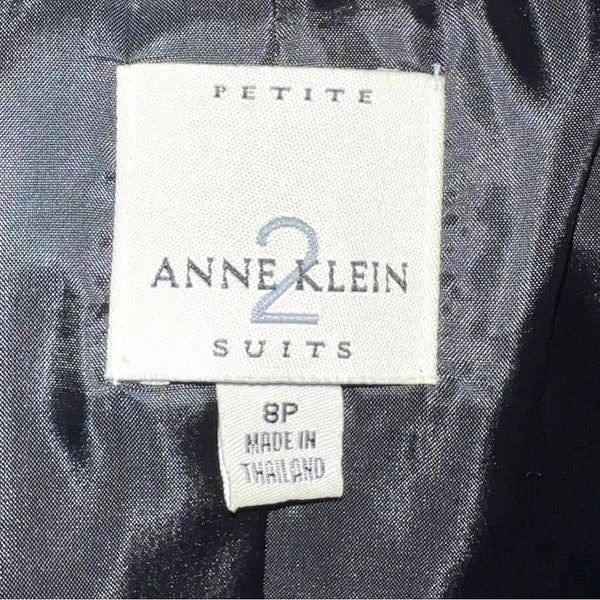 PETITE
2
ANNE KLEIN
SUITS
8P
MADE IN
THAILAND